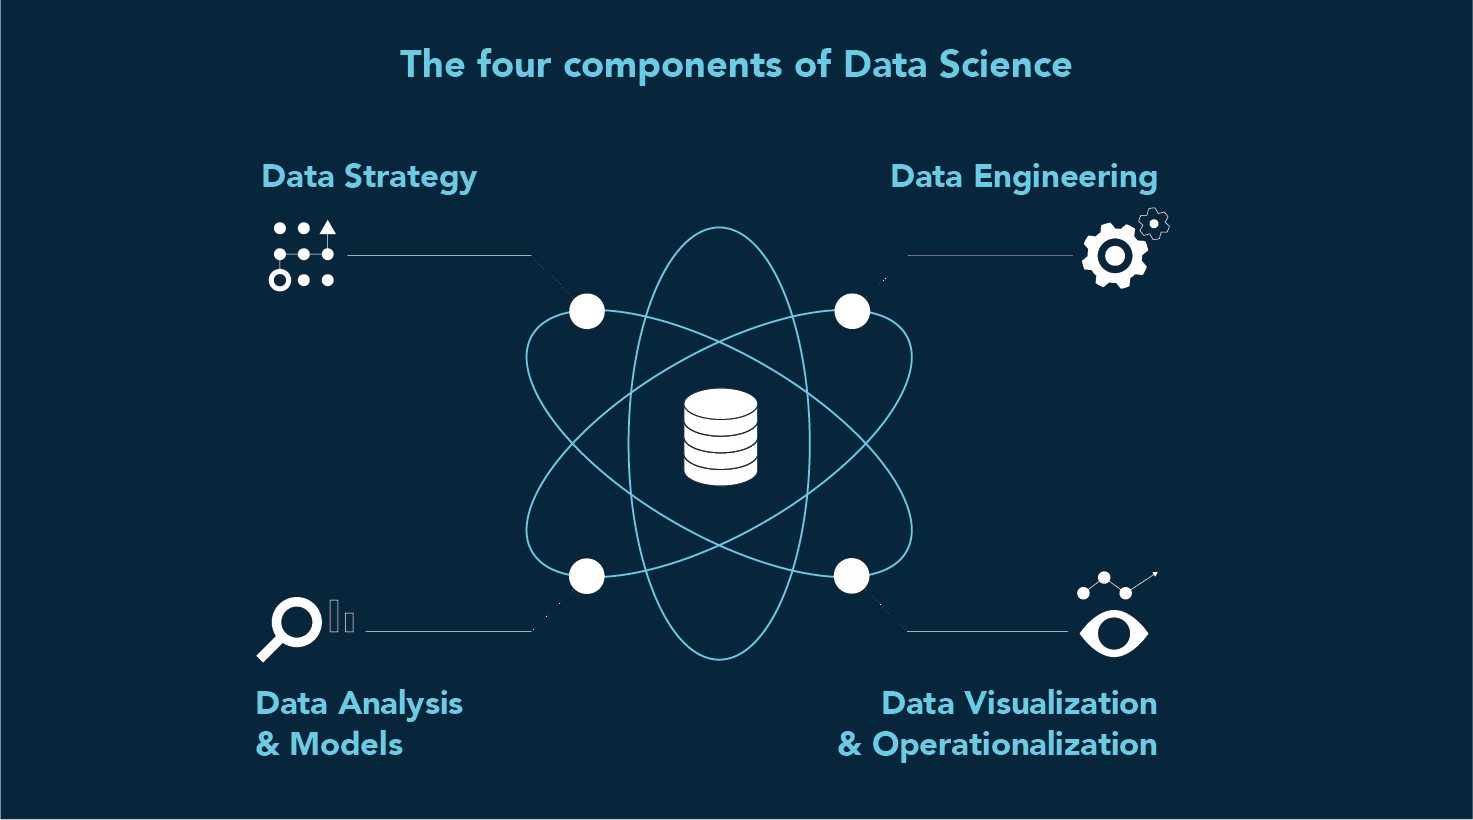 The four components of Data Science
Data Strategy
Data Engineering
Data Analysis
& Models
Data Visualization
& Operationalization